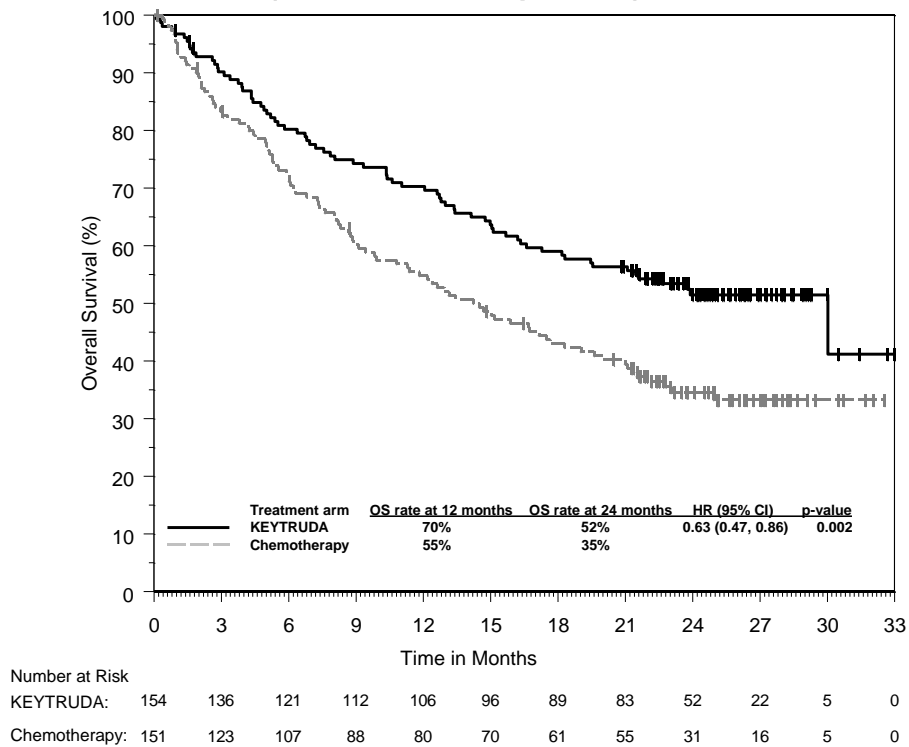 100
90
80
70
60
50
40
30
20
10
0
Overall Survival (%)
Treatment arm OS rate at 12 months OS rate at 24 months HR (95% CI) p-value
KEYTRUDA 70% 52% 0.63 (0.47, 0.86) 0.002
Chemotherapy 55% 35%
0 3 6 9 12 15 18 21 24 27 30 33
Time in Months
Number at Risk
KEYTRUDA: 154 136 121 112 106 96 89 83 52 22 5 0
Chemotherapy: 151 123 107 88 80 70 61 55 31 16 5 0